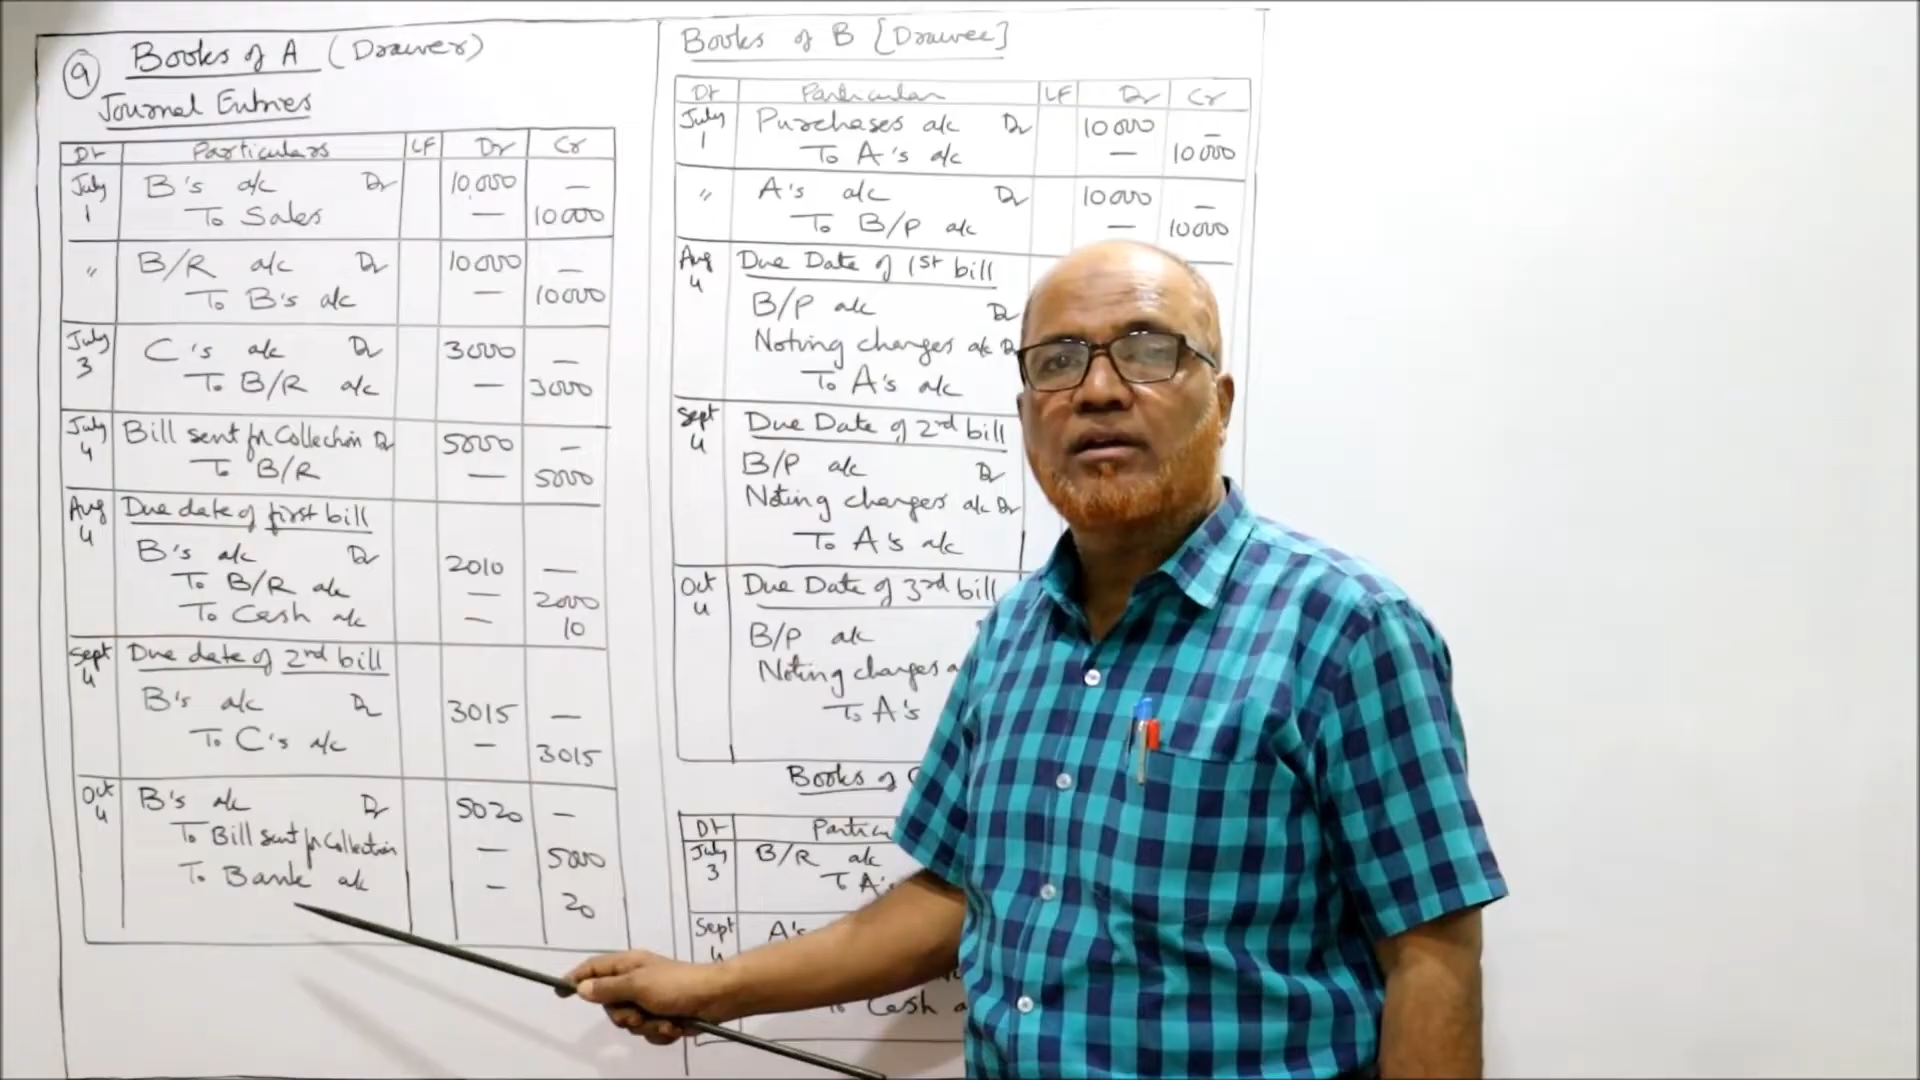 9
Books of A (Drawer)
Journal Entries
Dt Particulars LF Dr Cr
July 1 B's a/c Dr 10,000 —
To Sales — 10000
" B/R a/c Dr 10000 —
To B's a/c — 10000
July 3 C's a/c Dr 3000 —
To B/R a/c — 3000
July 4 Bill sent for Collection Dr 5000 —
To B/R — 5000
Aug 4 Due date of first bill
B's a/c Dr 2010 —
To B/R a/c — 2000
To Cash a/c — 10
Sept 4 Due date of 2nd bill
B's a/c Dr 3015 —
To C's a/c — 3015
Oct 4 B's a/c Dr 5020 —
To Bill sent for Collection — 5000
To Bank a/c — 20
Books of B [Drawee]
Dt Particular LF Dr Cr
July 1 Purchases a/c Dr 10000 —
To A's a/c — 10000
" A's a/c Dr 10000 —
To B/P a/c — 10000
Aug 4 Due Date of 1st bill
B/P a/c Dr
Noting charges a/c Dr
To A's a/c
Sept 4 Due Date of 2nd bill
B/P a/c Dr
Noting charges a/c Dr
To A's a/c
Oct 4 Due Date of 3rd bill
B/P a/c
Noting charges a
To A's
Books of
Dt Particu
July 3 B/R a/c
To A's
Sept 4 A's
To Cash a